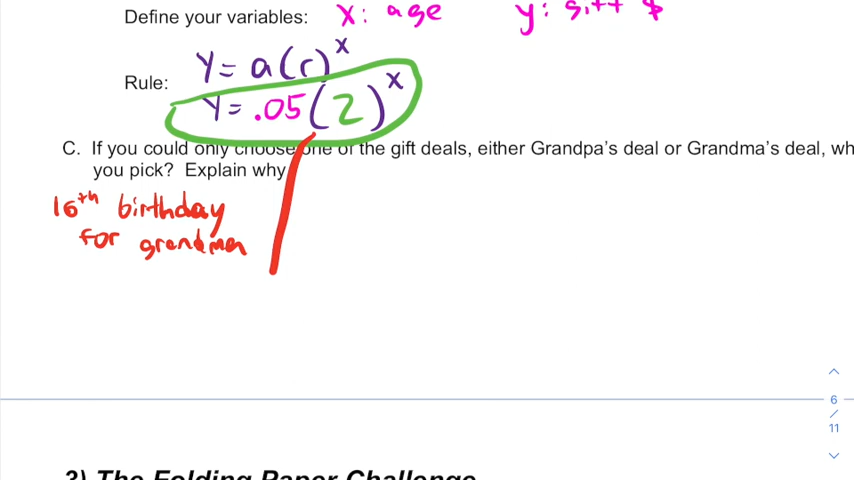 Define your variables: x: age y: gift $
Y = a(r)^x
Rule:
Y = .05(2)^x
C. If you could only choose one of the gift deals, either Grandpa's deal or Grandma's deal, wh
you pick? Explain why
16th birthday
for grandma
6
/
11
3) The Folding Paper Challenge